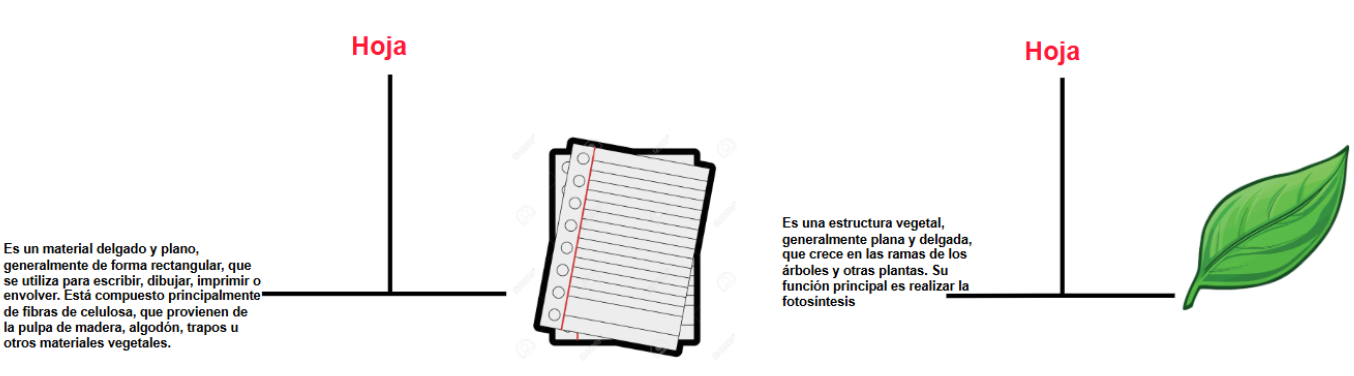 Hoja
Es un material delgado y plano,
generalmente de forma rectangular, que
se utiliza para escribir, dibujar, imprimir o
envolver. Está compuesto principalmente
de fibras de celulosa, que provienen de
la pulpa de madera, algodón, trapos u
otros materiales vegetales.
Hoja
Es una estructura vegetal,
generalmente plana y delgada,
que crece en las ramas de los
árboles y otras plantas. Su
función principal es realizar la
fotosíntesis